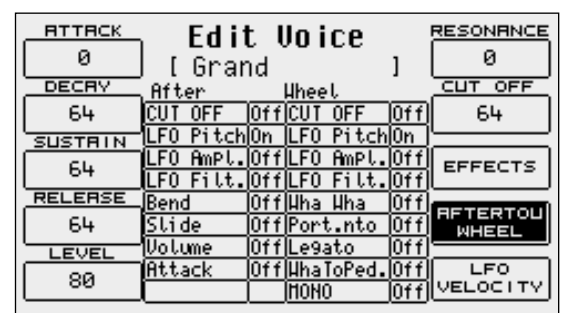 ATTACK
0
DECAY
64
SUSTAIN
64
RELEASE
64
LEVEL
80
Edit Voice
[ Grand ]
After Wheel
CUT OFF Off CUT OFF Off
LFO Pitch On LFO Pitch On
LFO Ampl. Off LFO Ampl. Off
LFO Filt. Off LFO Filt. Off
Bend Off Wha Wha Off
Slide Off Port.nto Off
Volume Off Legato Off
Attack Off WhaToPed. Off
MONO Off
RESONANCE
0
CUT OFF
64
EFFECTS
AFTERTOU
WHEEL
LFO
VELOCITY